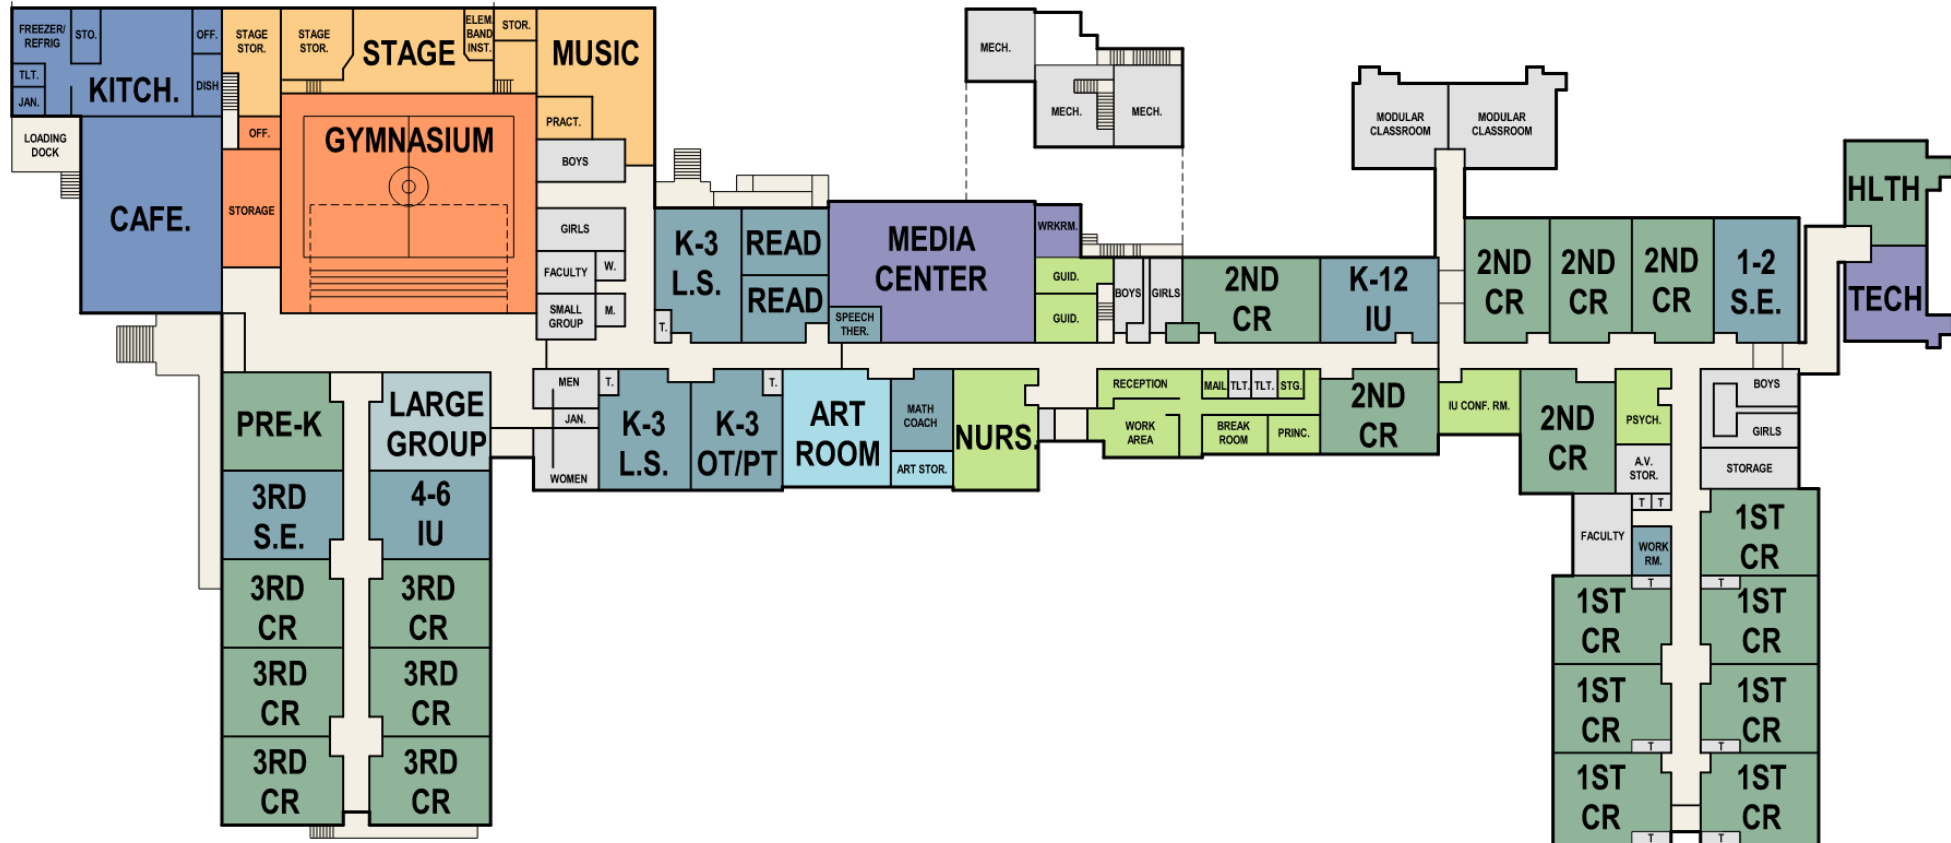 FREEZER/
REFRIG
STO.
OFF.
TLT.
JAN.
KITCH.
DISH
LOADING
DOCK
CAFE.
STAGE
STOR.
STAGE
STOR.
STAGE
ELEM.
BAND
INST.
STOR.
MUSIC
PRACT.
OFF.
STORAGE
GYMNASIUM
BOYS
GIRLS
FACULTY
W.
SMALL
GROUP
M.
K-3
L.S.
T.
READ
READ
MEDIA
CENTER
SPEECH
THER.
WRKRM.
GUID.
GUID.
MECH.
MECH.
MECH.
BOYS
GIRLS
2ND
CR
K-12
IU
MODULAR
CLASSROOM
MODULAR
CLASSROOM
2ND
CR
2ND
CR
2ND
CR
1-2
S.E.
HLTH
TECH
PRE-K
LARGE
GROUP
3RD
S.E.
4-6
IU
3RD
CR
3RD
CR
3RD
CR
3RD
CR
3RD
CR
3RD
CR
MEN
JAN.
WOMEN
T.
K-3
L.S.
T.
K-3
OT/PT
ART
ROOM
MATH
COACH
ART STOR.
NURS.
RECEPTION
WORK
AREA
MAIL
TLT.
TLT.
STG.
BREAK
ROOM
PRINC.
2ND
CR
IU CONF. RM.
2ND
CR
PSYCH.
A.V.
STOR.
T
T
FACULTY
WORK
RM.
BOYS
GIRLS
STORAGE
1ST
CR
T
T
1ST
CR
1ST
CR
1ST
CR
1ST
CR
T
T
1ST
CR
1ST
CR
T
T